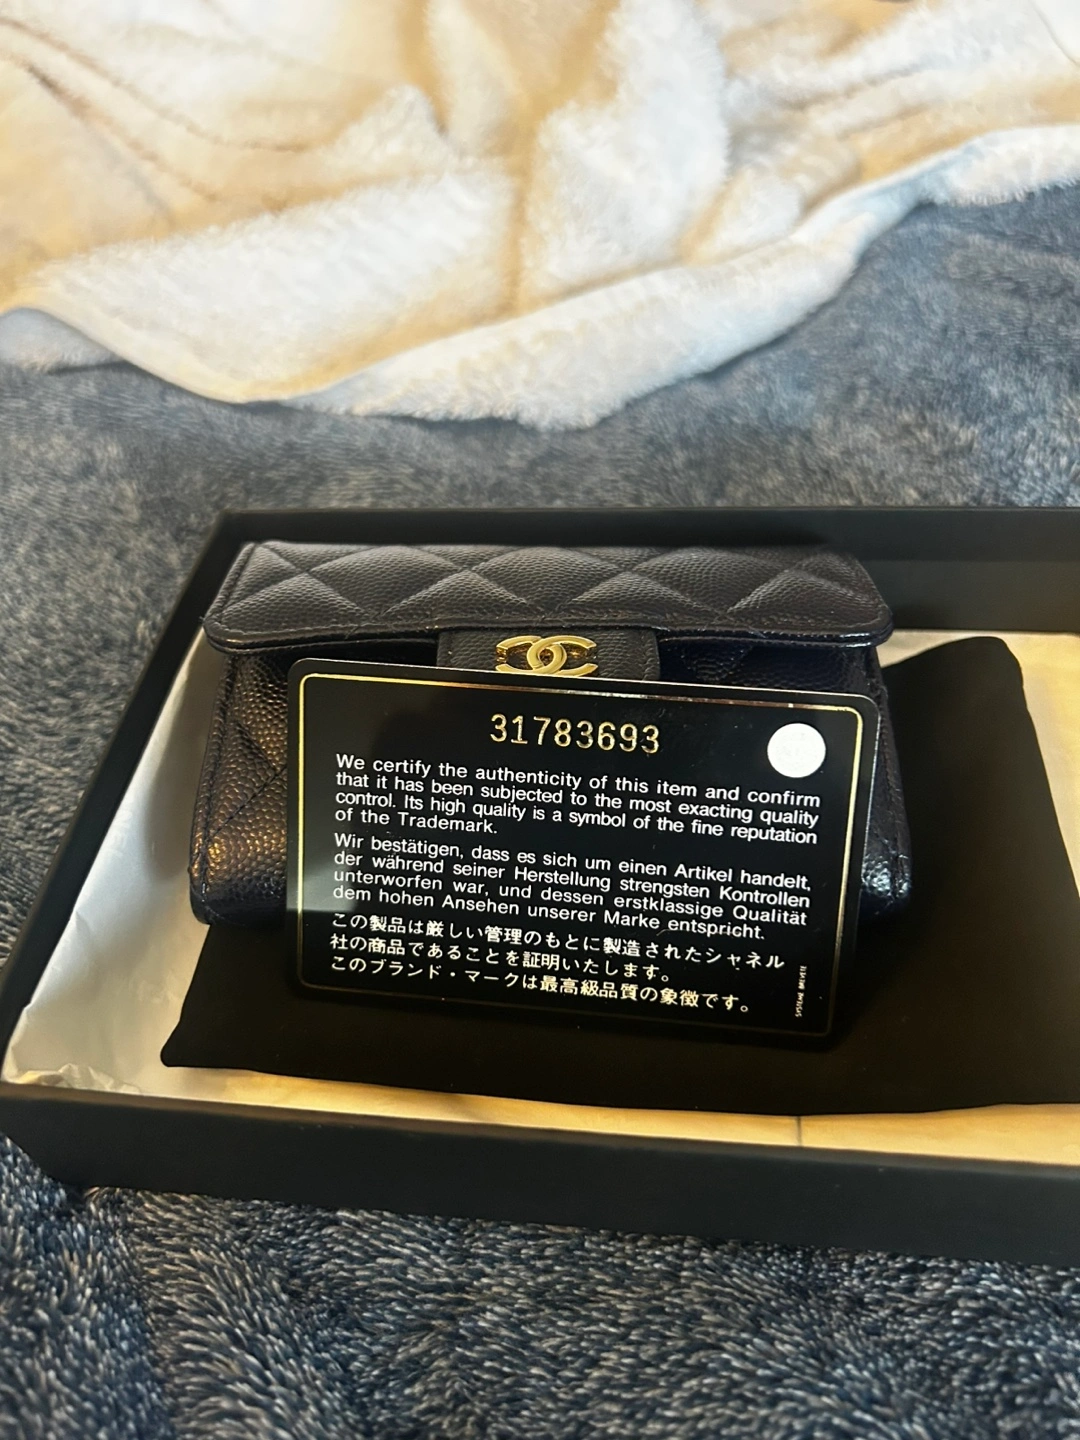 31783693
We certify the authenticity of this item and confirm
that it has been subjected to the most exacting quality
control. Its high quality is a symbol of the fine reputation
of the Trademark.
Wir bestätigen, dass es sich um einen Artikel handelt,
der während seiner Herstellung strengsten Kontrollen
unterworfen war, und dessen erstklassige Qualität
dem hohen Ansehen unserer Marke entspricht.
この製品は厳しい管理のもとに製造されたシャネル
社の商品であることを証明いたします。
このブランド・マークは最高級品質の象徴です。
SYSTEME BREVETE